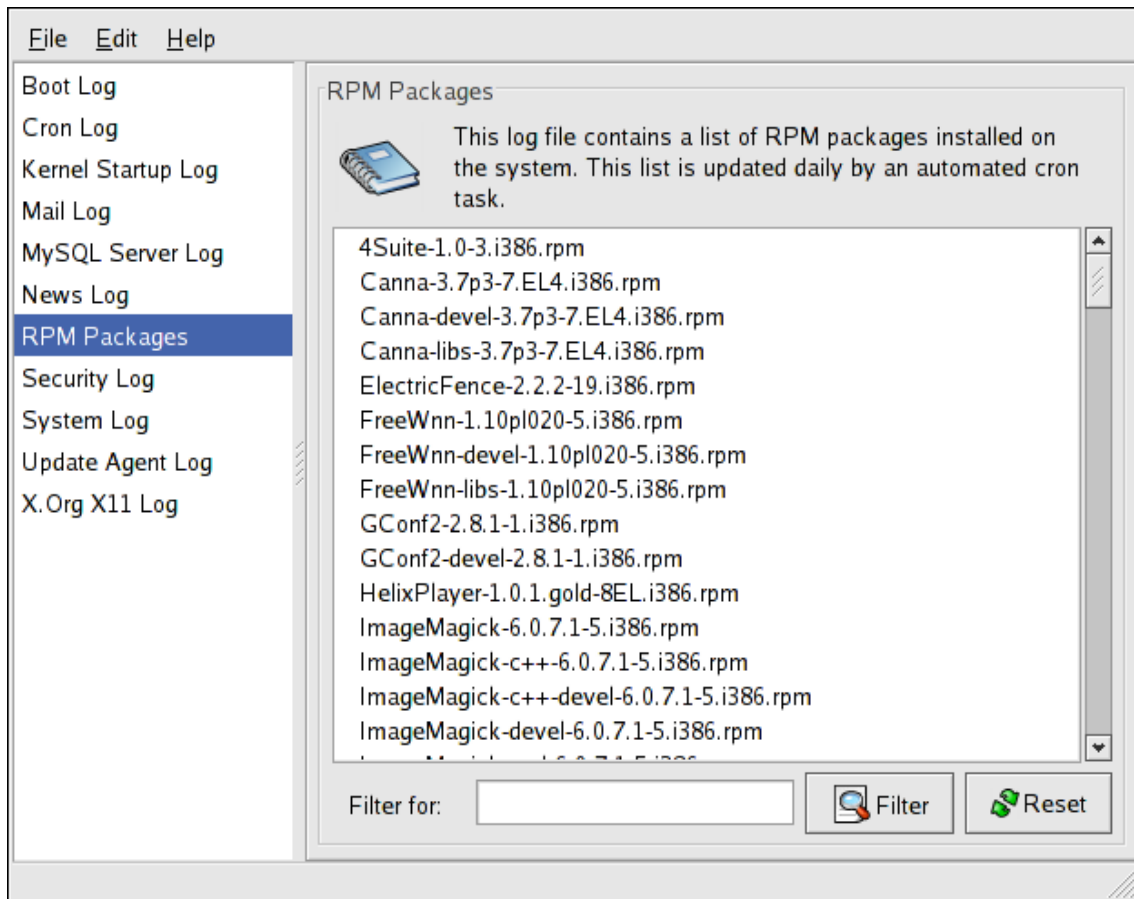 File Edit Help
Boot Log
Cron Log
Kernel Startup Log
Mail Log
MySQL Server Log
News Log
RPM Packages
Security Log
System Log
Update Agent Log
X.Org X11 Log
RPM Packages
This log file contains a list of RPM packages installed on
the system. This list is updated daily by an automated cron
task.
4Suite-1.0-3.i386.rpm
Canna-3.7p3-7.EL4.i386.rpm
Canna-devel-3.7p3-7.EL4.i386.rpm
Canna-libs-3.7p3-7.EL4.i386.rpm
ElectricFence-2.2.2-19.i386.rpm
FreeWnn-1.10pl020-5.i386.rpm
FreeWnn-devel-1.10pl020-5.i386.rpm
FreeWnn-libs-1.10pl020-5.i386.rpm
GConf2-2.8.1-1.i386.rpm
GConf2-devel-2.8.1-1.i386.rpm
HelixPlayer-1.0.1.gold-8EL.i386.rpm
ImageMagick-6.0.7.1-5.i386.rpm
ImageMagick-c++-6.0.7.1-5.i386.rpm
ImageMagick-c++-devel-6.0.7.1-5.i386.rpm
ImageMagick-devel-6.0.7.1-5.i386.rpm
Filter for:
Filter
Reset